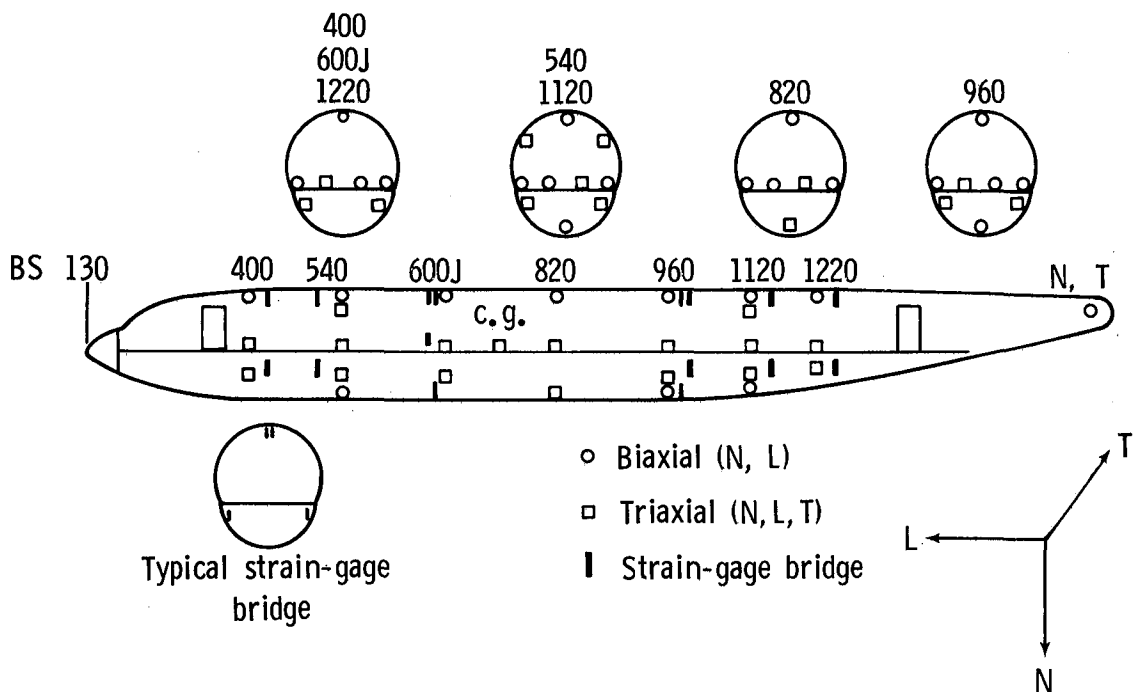 400
600J
1220
540
1120
820
960
BS 130
400
540
600J
820
960
1120
1220
N, T
c. g.
Typical strain-gage
bridge
Biaxial (N, L)
Triaxial (N, L, T)
Strain-gage bridge
T
L
N